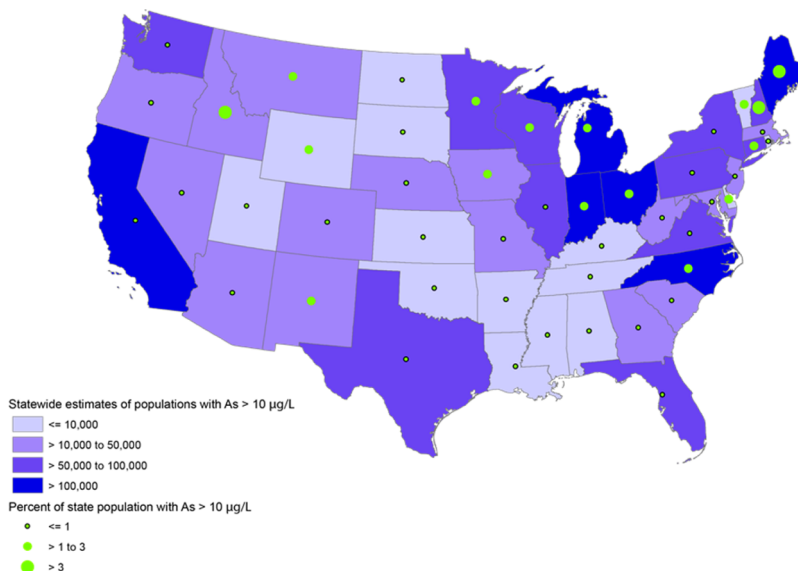 Statewide estimates of populations with As > 10 µg/L
<= 10,000
> 10,000 to 50,000
> 50,000 to 100,000
> 100,000
Percent of state population with As > 10 µg/L
<= 1
> 1 to 3
> 3